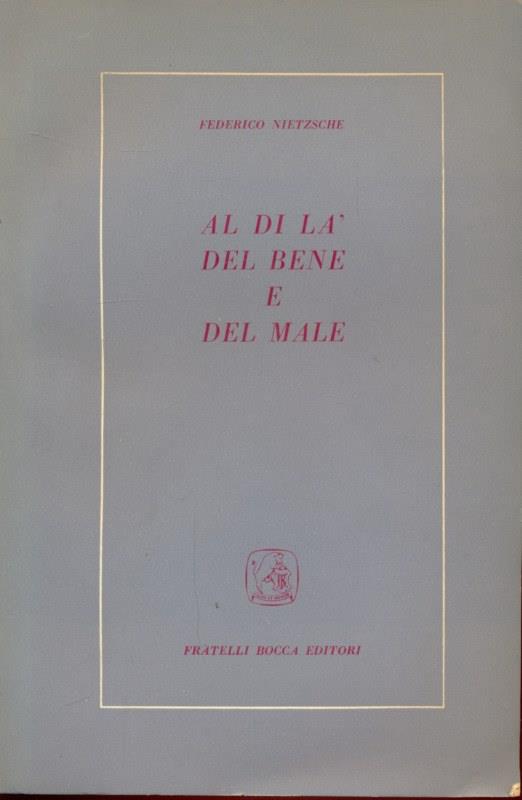 FEDERICO NIETZSCHE
AL DI LA'
DEL BENE
E
DEL MALE
FRATELLI BOCCA EDITORI